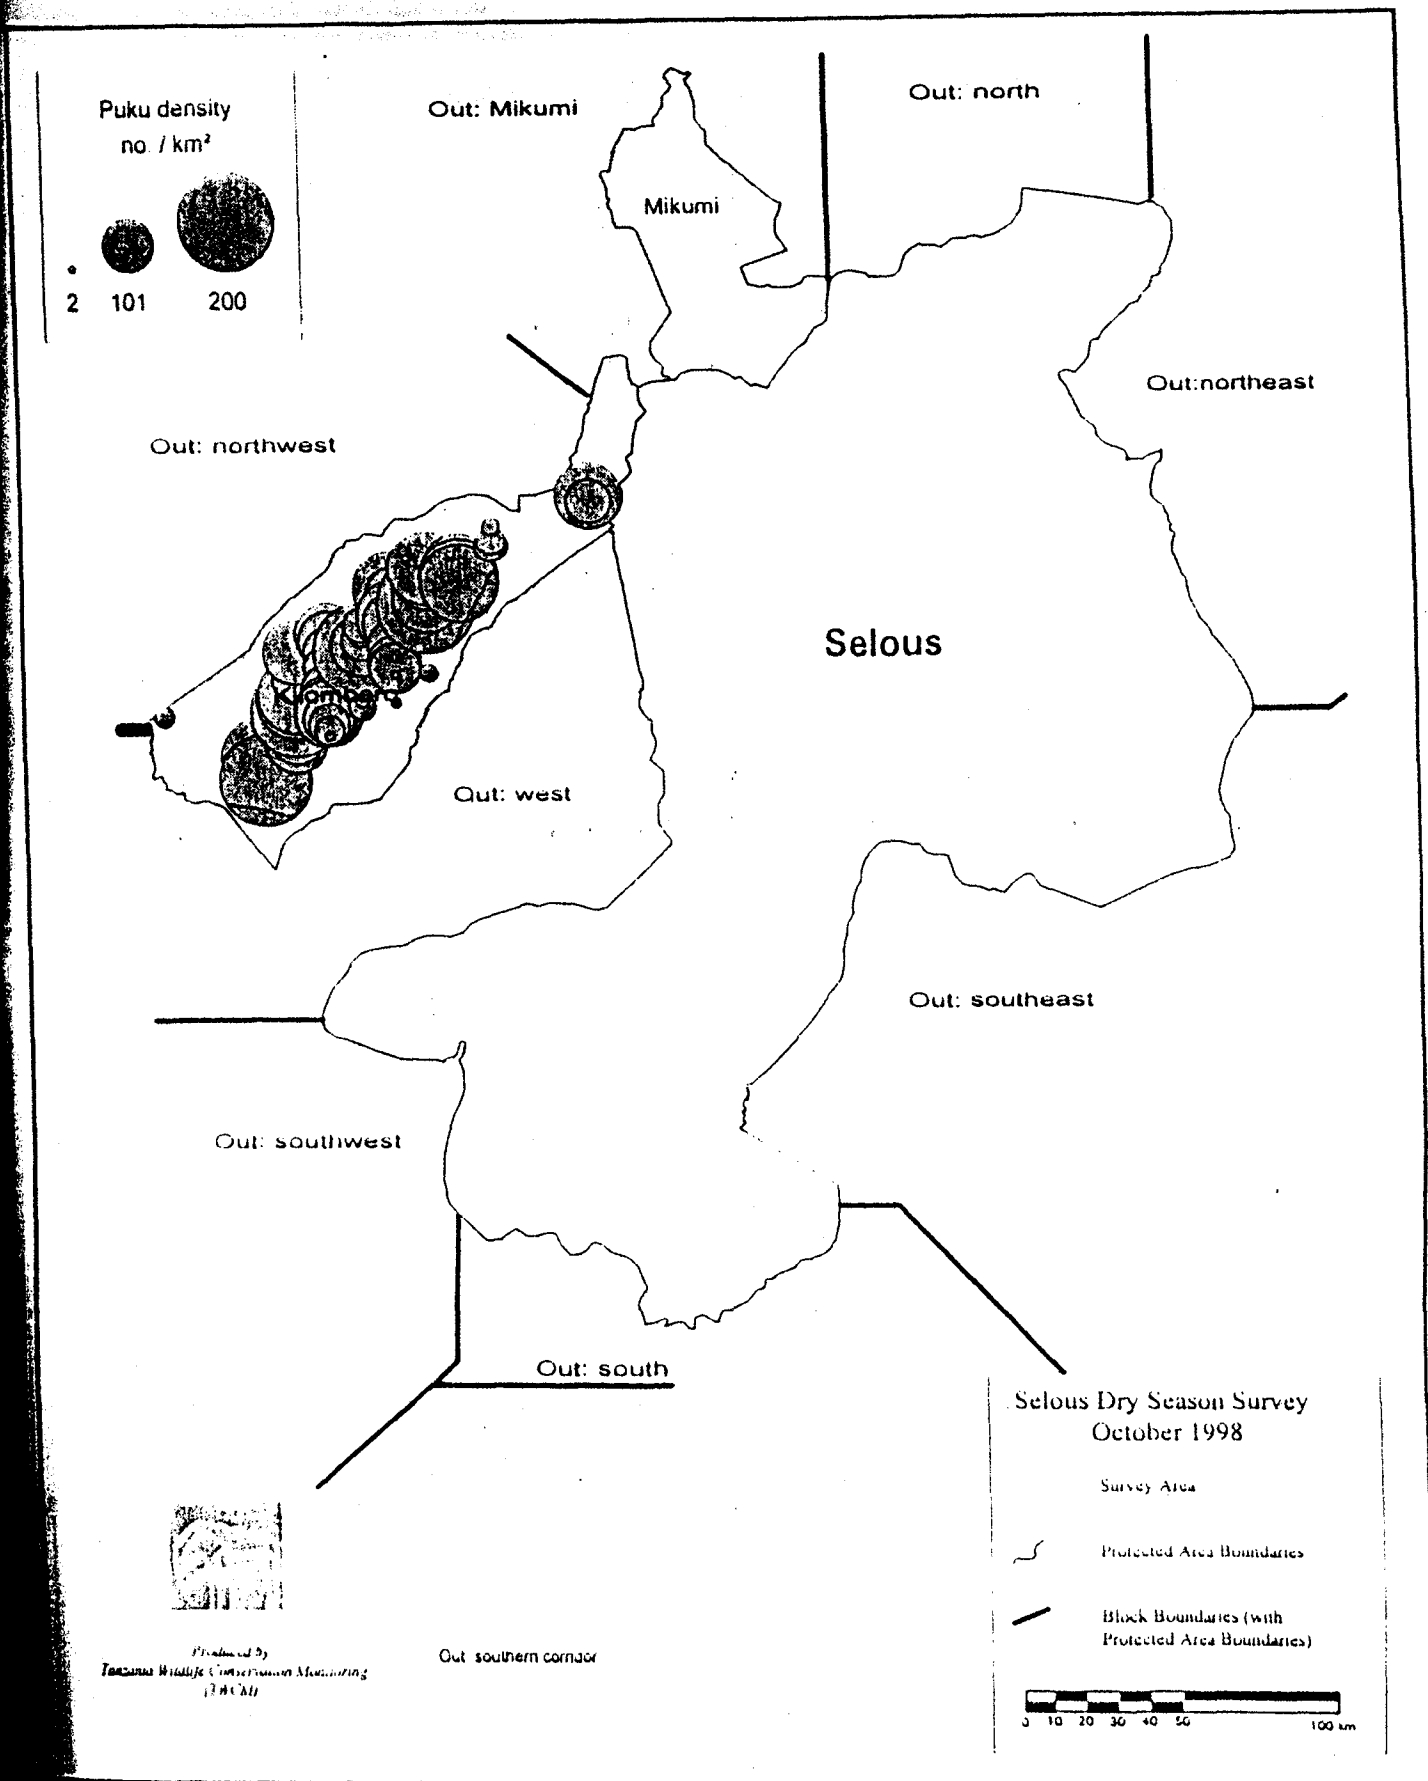 Puku density
no. / km²
2 101 200
Out: Mikumi
Out: north
Mikumi
Out:northeast
Out: northwest
Selous
Kilombero
Out: west
Out: southeast
Out: southwest
Out: south
Selous Dry Season Survey
October 1998
Survey Area
Protected Area Boundaries
Block Boundaries (with
Protected Area Boundaries)
0 10 20 30 40 50 100 km
Produced by
Tanzania Wildlife Conservation Monitoring
(TWCM)
Out: southern corridor